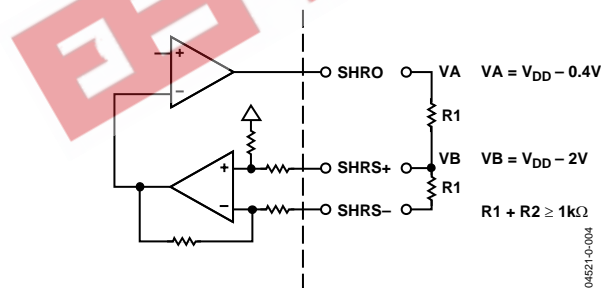 +
−
SHRO
VA
VA = VDD – 0.4V
R1
+
−
SHRS+
VB
VB = VDD – 2V
R1
SHRS–
R1 + R2 ≥ 1kΩ
04521-0-004